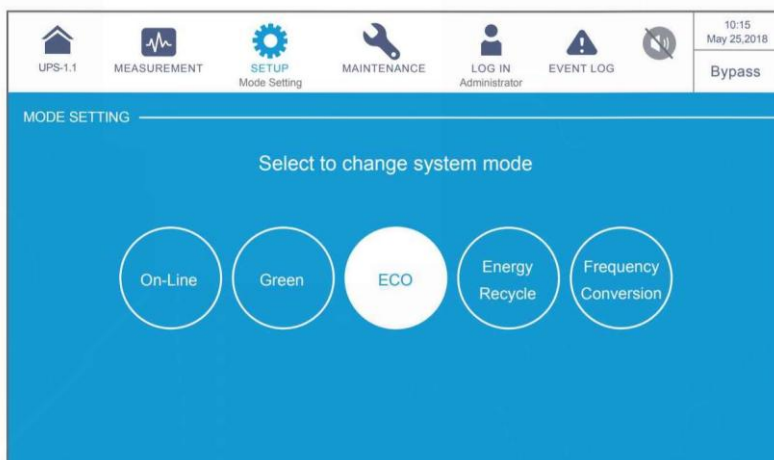 10:15
May 25,2018
UPS-1.1
MEASUREMENT
SETUP
Mode Setting
MAINTENANCE
LOG IN
Administrator
EVENT LOG
Bypass
MODE SETTING
Select to change system mode
On-Line
Green
ECO
Energy
Recycle
Frequency
Conversion